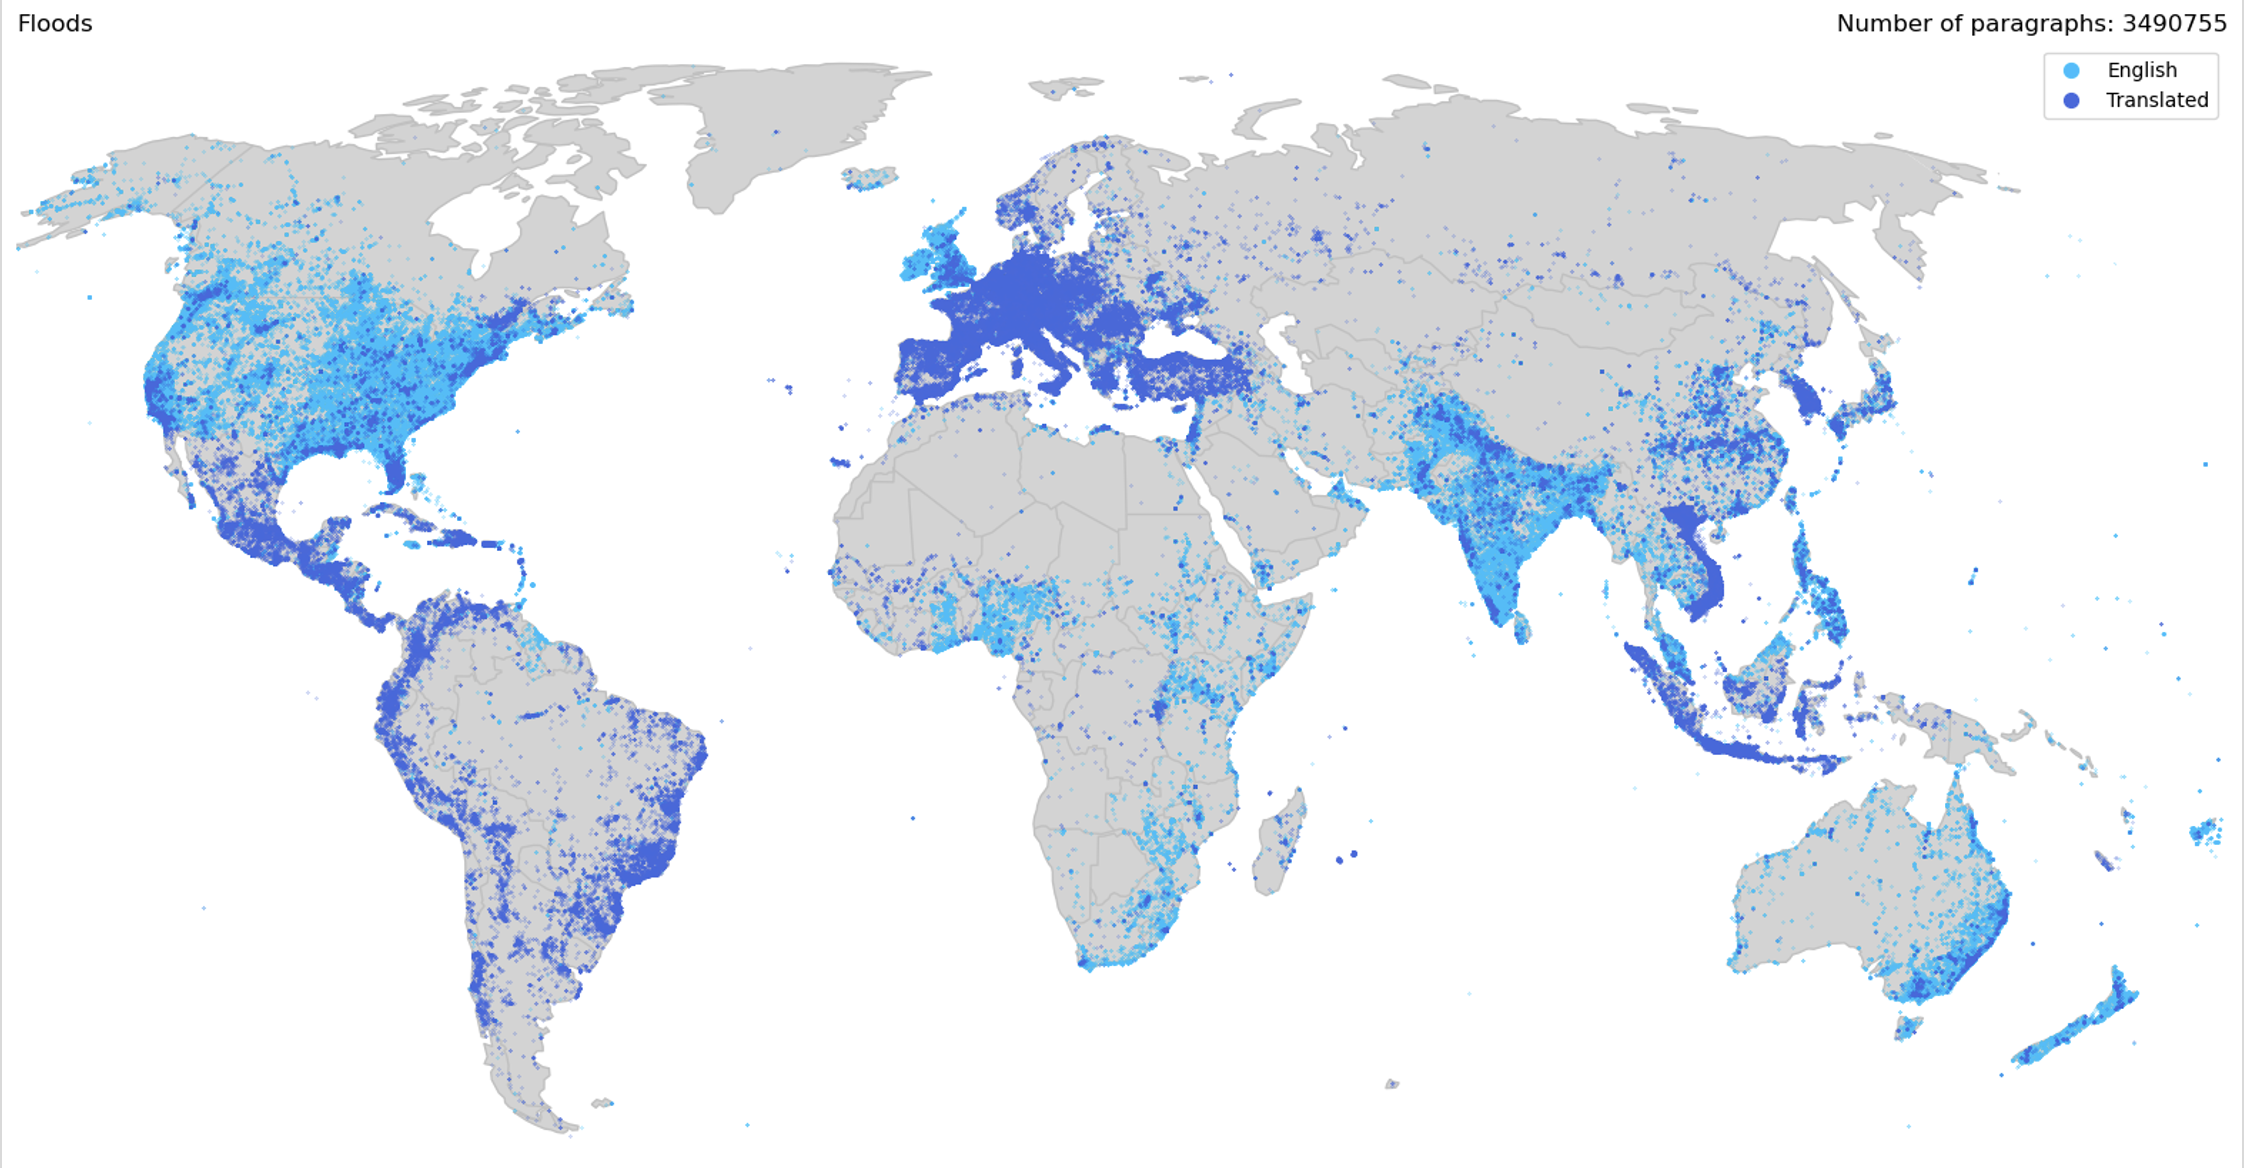 Floods
Number of paragraphs: 3490755
English
Translated